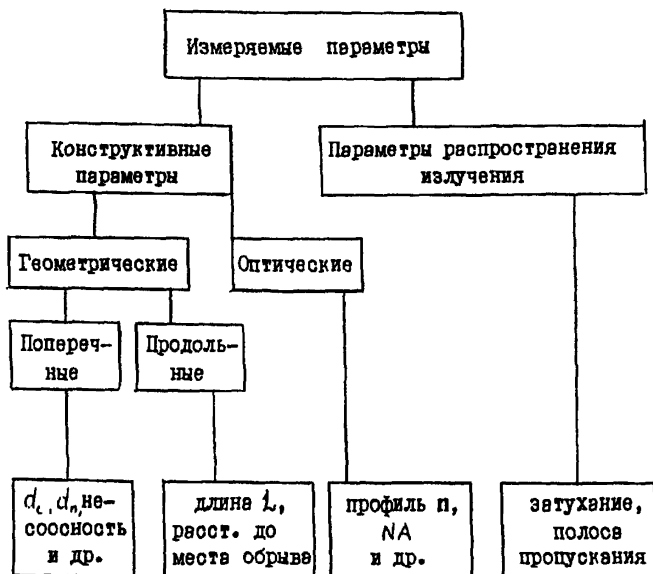 Измеряемые параметры
Конструктивные
параметры
Параметры распространения
излучения
Геометрические
Оптические
Попереч-
ные
Продоль-
ные
d_c, d_n, не-
соосность
и др.
длина L,
расст. до
места обрыва
профиль n,
NA
и др.
затухание,
полоса
пропускания